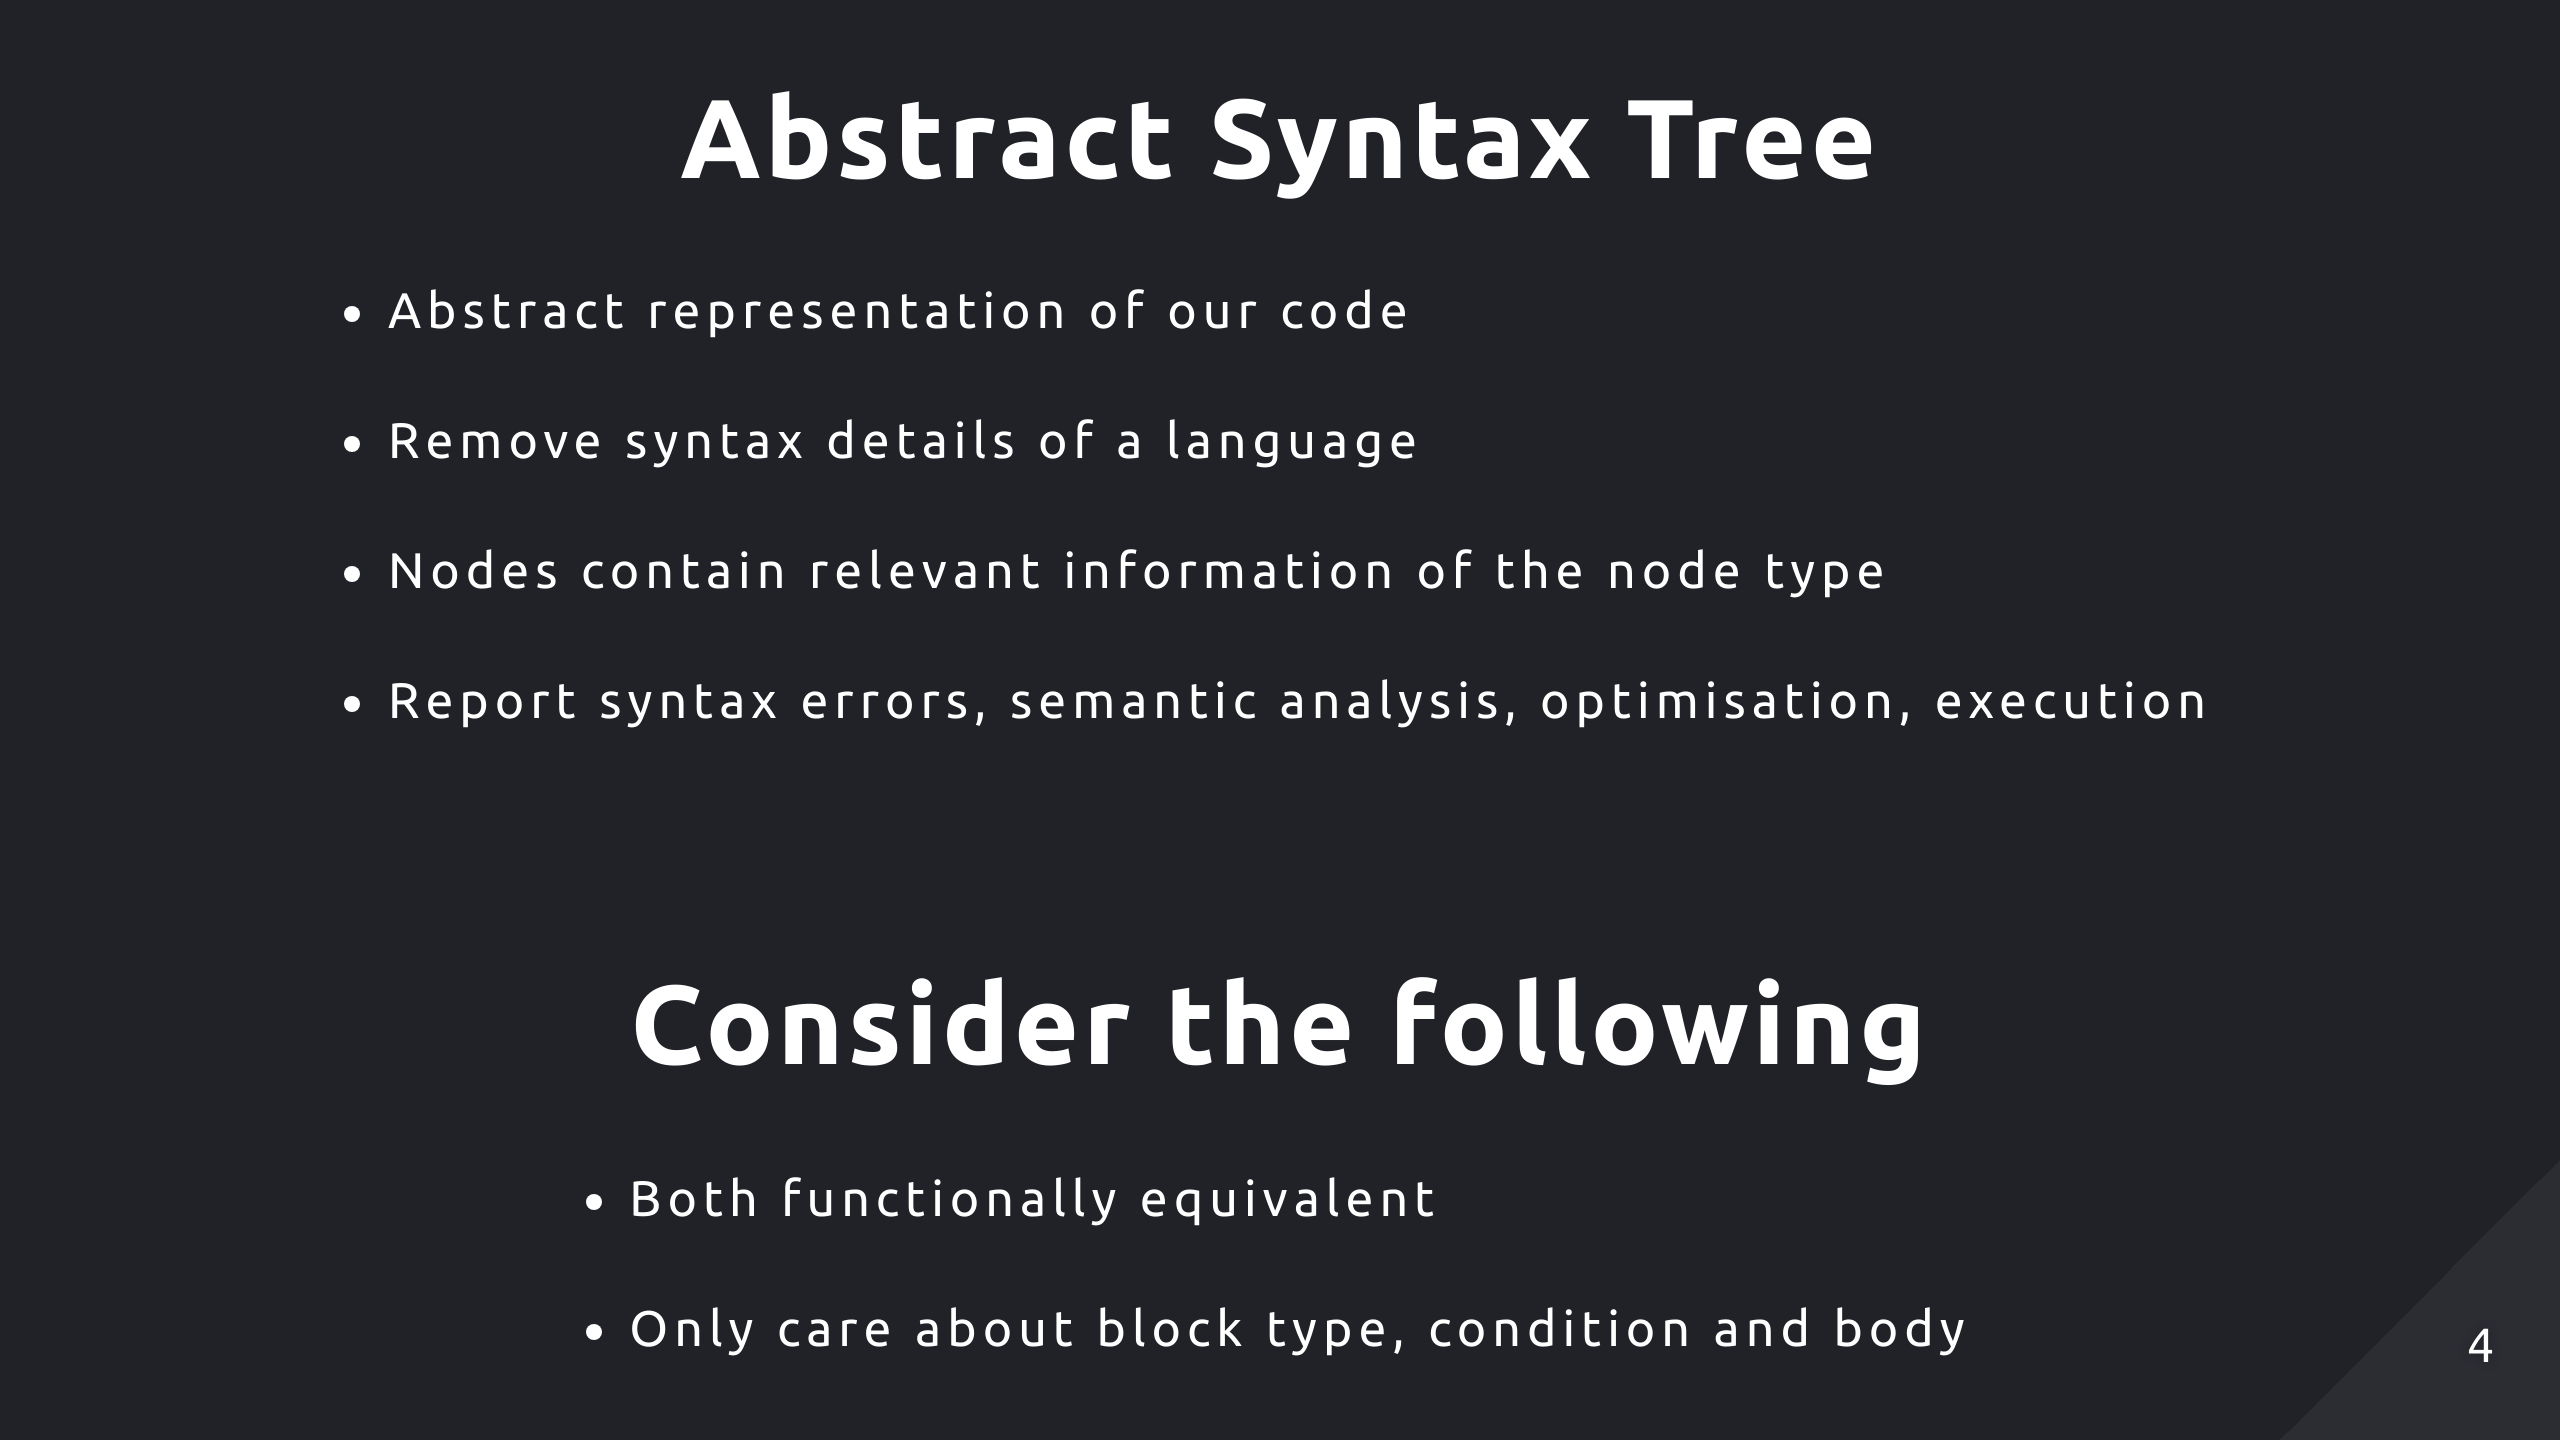 Abstract Syntax Tree
• Abstract representation of our code
• Remove syntax details of a language
• Nodes contain relevant information of the node type
• Report syntax errors, semantic analysis, optimisation, execution
Consider the following
• Both functionally equivalent
• Only care about block type, condition and body
4